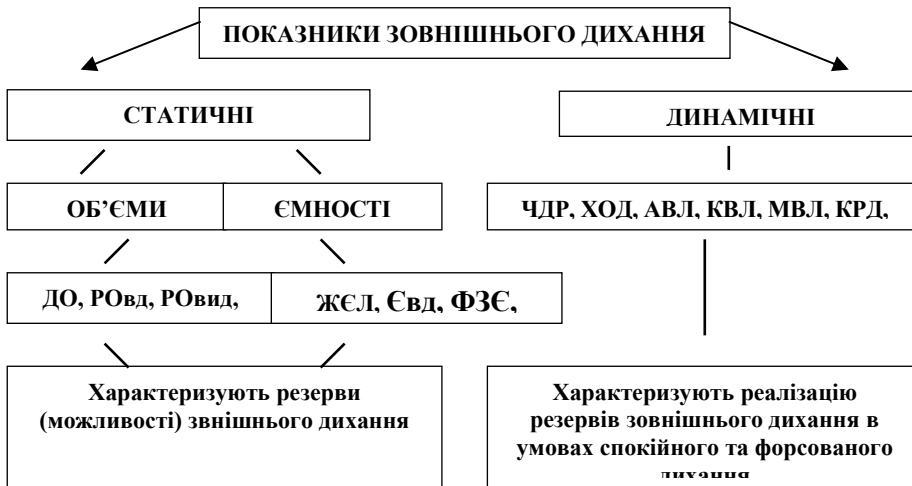 ПОКАЗНИКИ ЗОВНІШНЬОГО ДИХАННЯ
СТАТИЧНІ
ДИНАМІЧНІ
ОБ’ЄМИ
ЄМНОСТІ
ЧДР, ХОД, АВЛ, КВЛ, МВЛ, КРД,
ДО, РОвд, РОвид,
ЖЄЛ, Євд, ФЗЄ,
Характеризують резерви
(можливості) звнішнього дихання
Характеризують реалізацію
резервів зовнішнього дихання в
умовах спокійного та форсованого
дихання